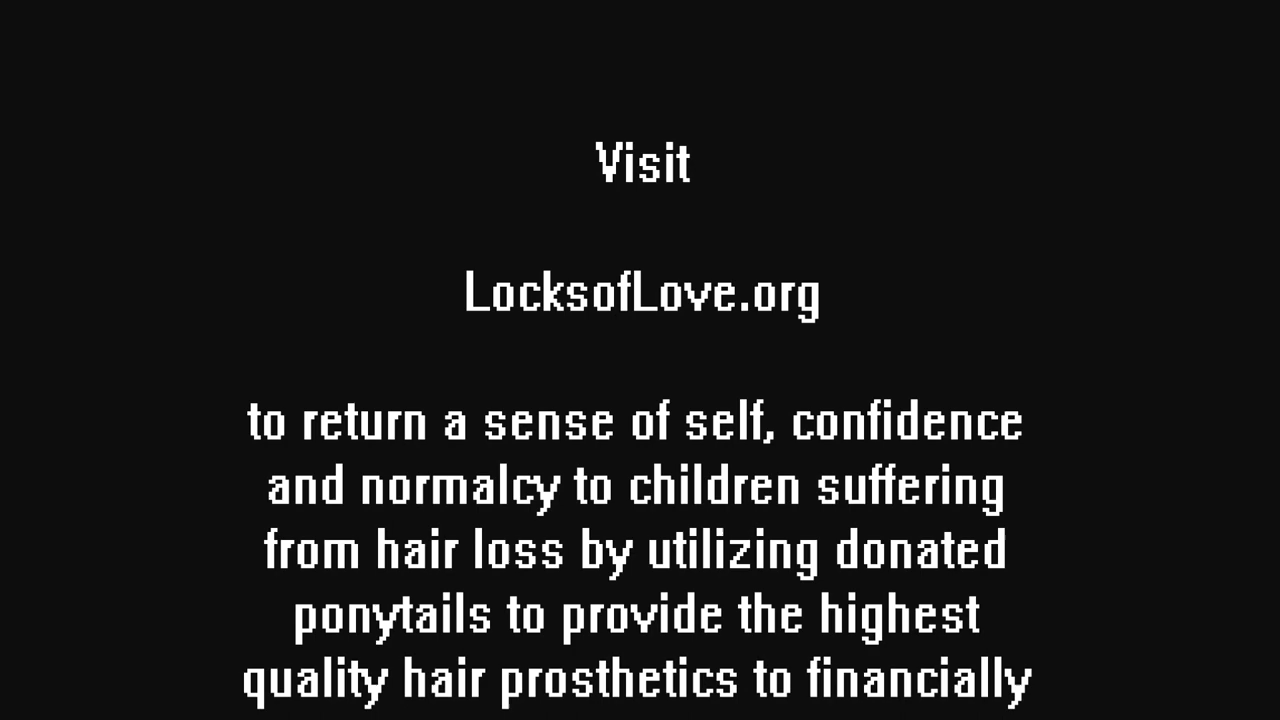 Visit
LocksofLove.org
to return a sense of self, confidence
and normalcy to children suffering
from hair loss by utilizing donated
ponytails to provide the highest
quality hair prosthetics to financially